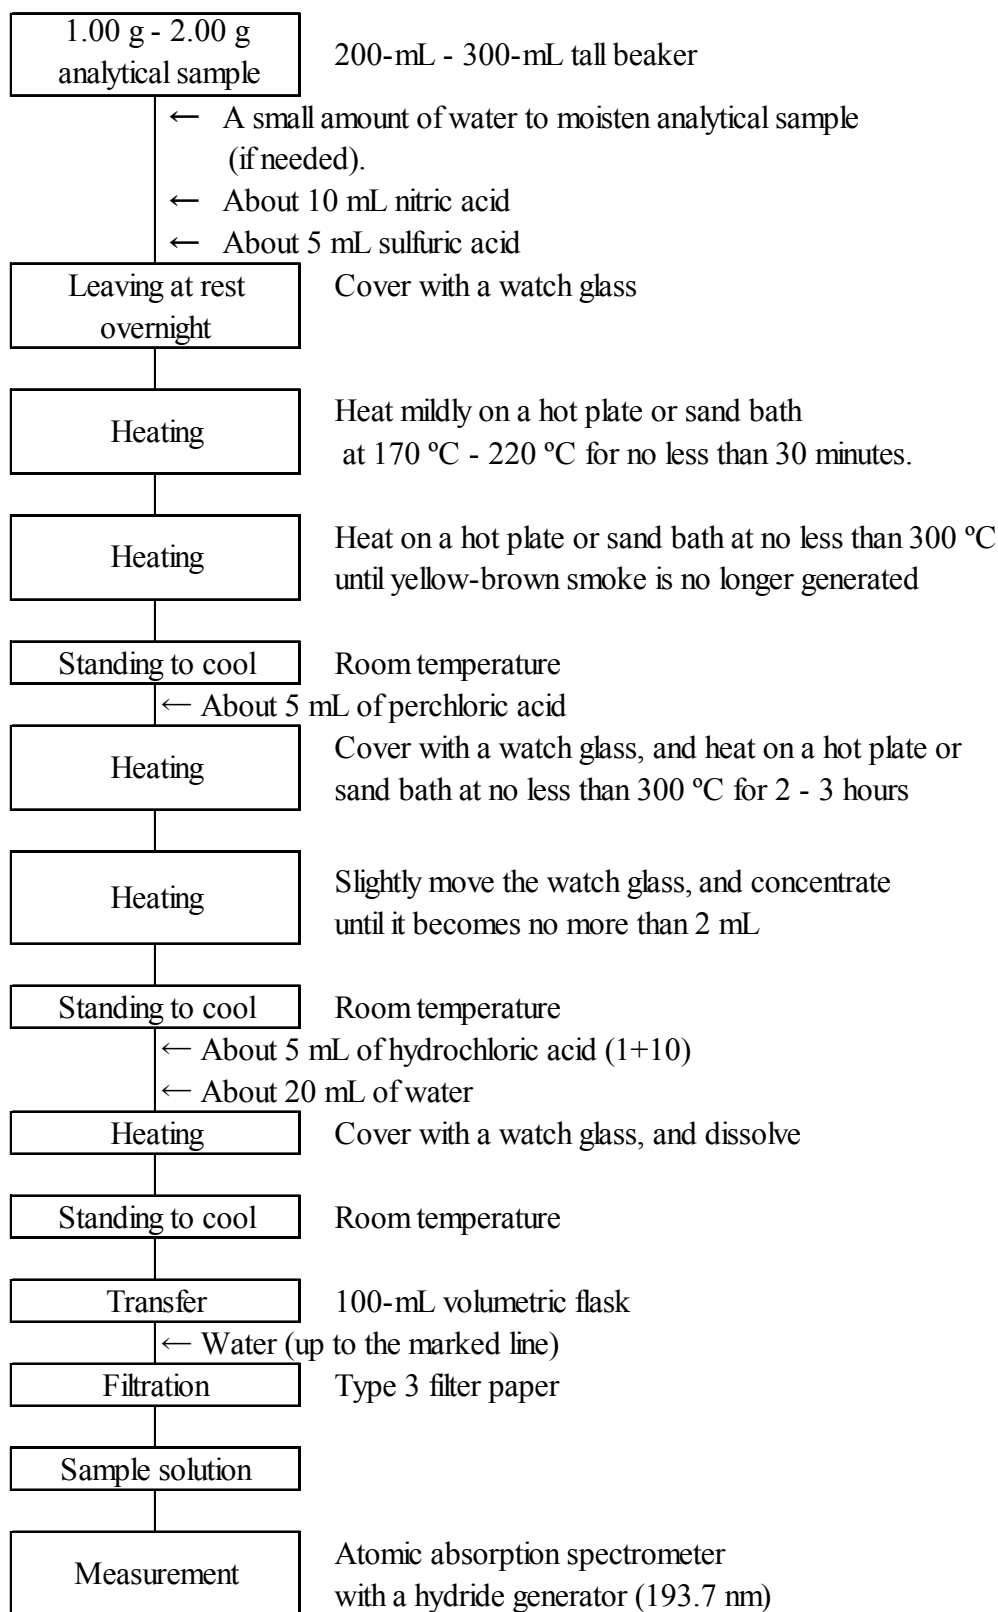 1.00 g - 2.00 g
analytical sample
200-mL - 300-mL tall beaker
← A small amount of water to moisten analytical sample
(if needed).
← About 10 mL nitric acid
← About 5 mL sulfuric acid
Leaving at rest
overnight
Cover with a watch glass
Heating
Heat mildly on a hot plate or sand bath
at 170 ºC - 220 ºC for no less than 30 minutes.
Heating
Heat on a hot plate or sand bath at no less than 300 ºC
until yellow-brown smoke is no longer generated
Standing to cool
Room temperature
← About 5 mL of perchloric acid
Heating
Cover with a watch glass, and heat on a hot plate or
sand bath at no less than 300 ºC for 2 - 3 hours
Heating
Slightly move the watch glass, and concentrate
until it becomes no more than 2 mL
Standing to cool
Room temperature
← About 5 mL of hydrochloric acid (1+10)
← About 20 mL of water
Heating
Cover with a watch glass, and dissolve
Standing to cool
Room temperature
Transfer
100-mL volumetric flask
← Water (up to the marked line)
Filtration
Type 3 filter paper
Sample solution
Measurement
Atomic absorption spectrometer
with a hydride generator (193.7 nm)